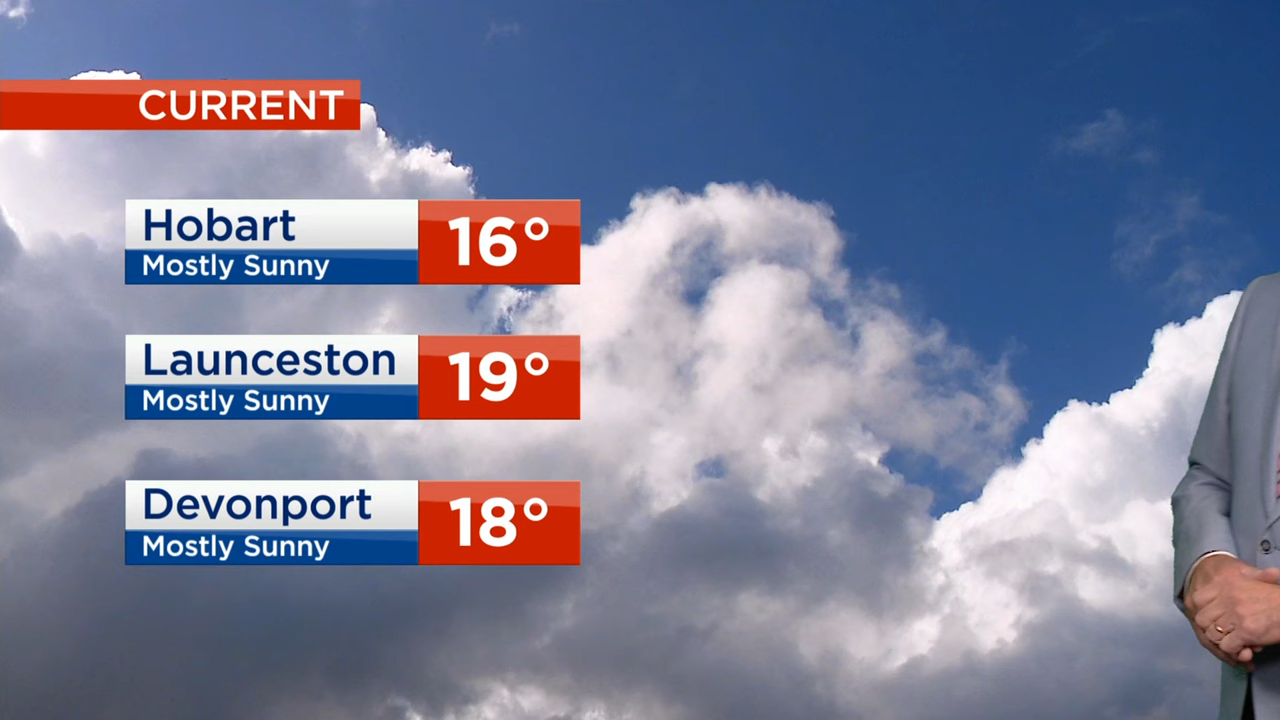 CURRENT
Hobart
16°
Mostly Sunny
Launceston
19°
Mostly Sunny
Devonport
18°
Mostly Sunny